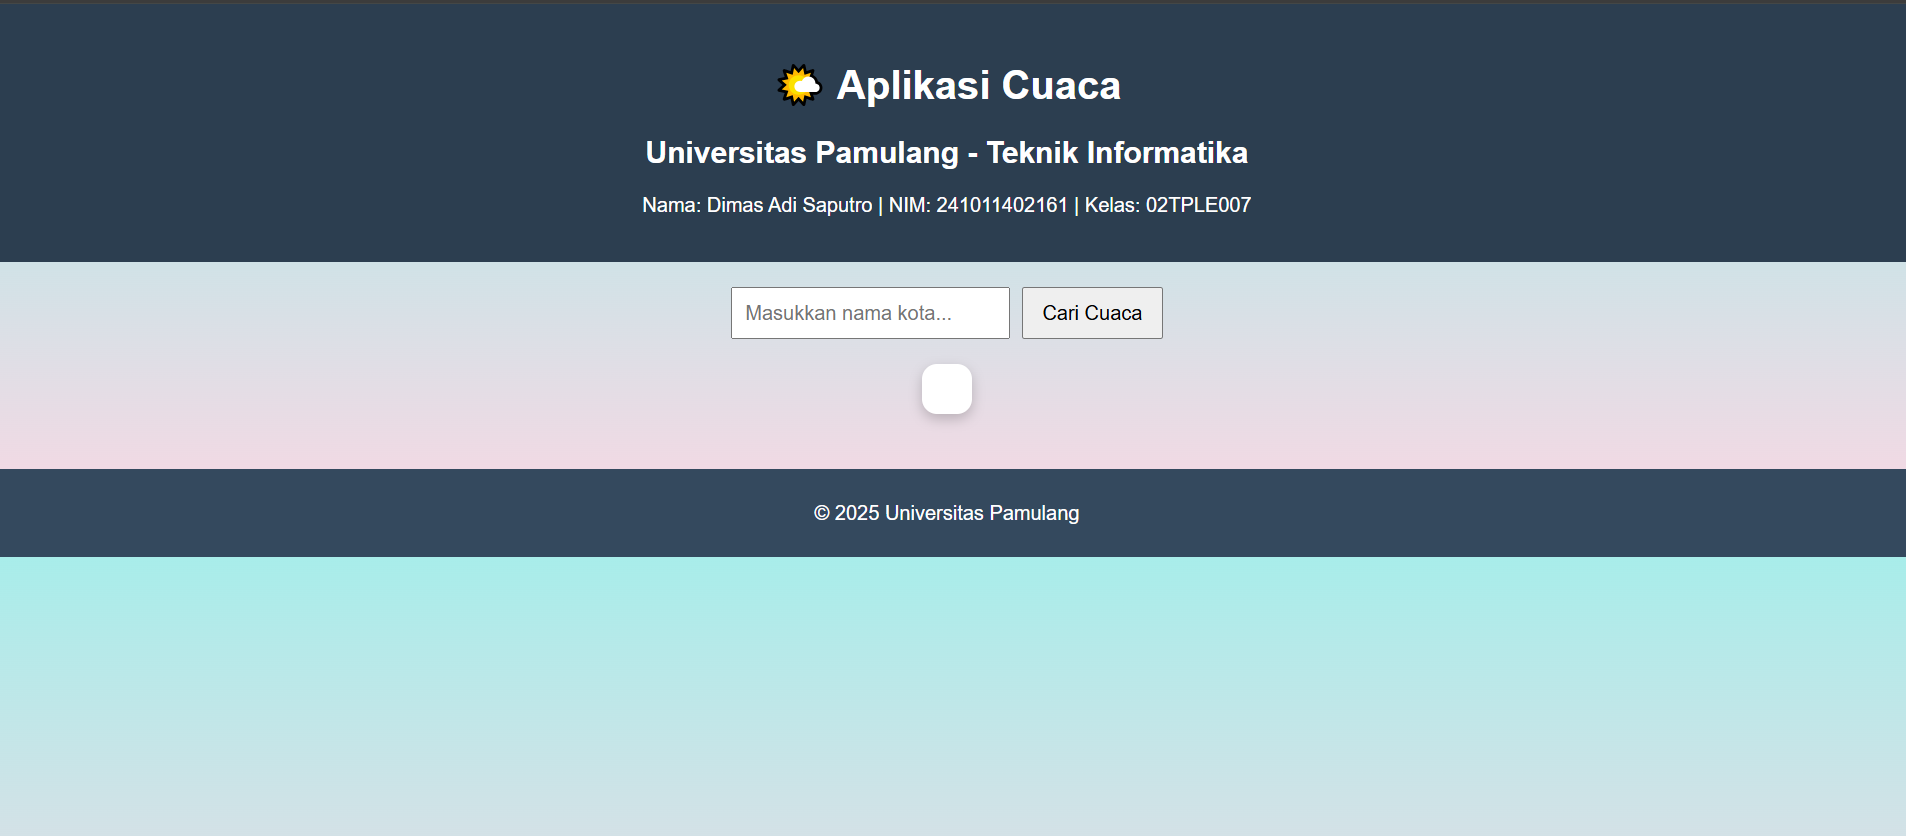 Aplikasi Cuaca
Universitas Pamulang - Teknik Informatika
Nama: Dimas Adi Saputro | NIM: 241011402161 | Kelas: 02TPLE007
Masukkan nama kota... Cari Cuaca
© 2025 Universitas Pamulang